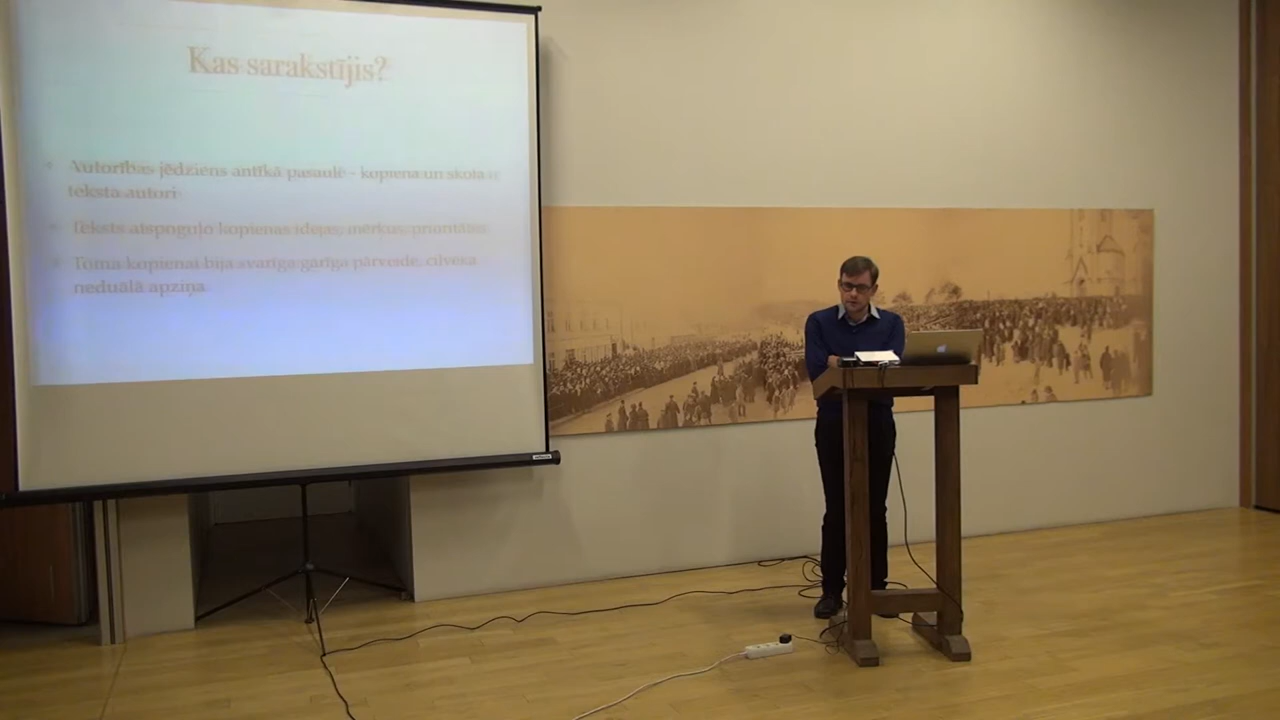 Kas sarakstījis?
Autorības jēdziens antīkā pasaulē - kopiena un skola ir
teksta autori
Teksts atspoguļo kopienas idejas, mērķus, prioritātes
Toma kopienai bija svarīga garīga pārveide, cilvēka
neduālā apziņa